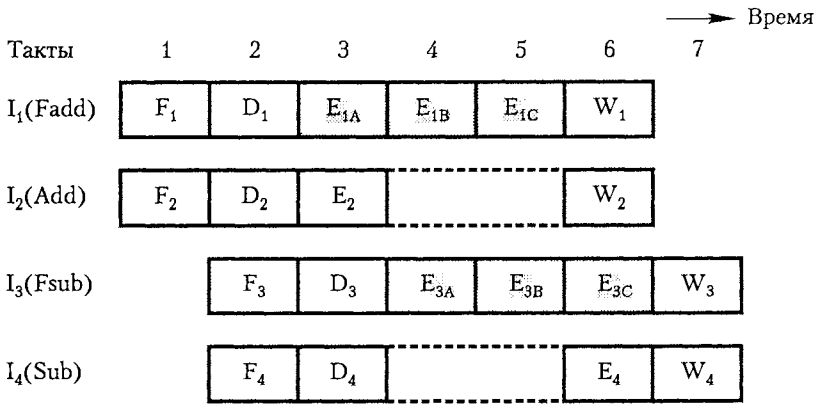 Время
Такты 1 2 3 4 5 6 7
I₁(Fadd) F₁ D₁ E₁A E₁B E₁C W₁
I₂(Add) F₂ D₂ E₂ W₂
I₃(Fsub) F₃ D₃ E₃A E₃B E₃C W₃
I₄(Sub) F₄ D₄ E₄ W₄